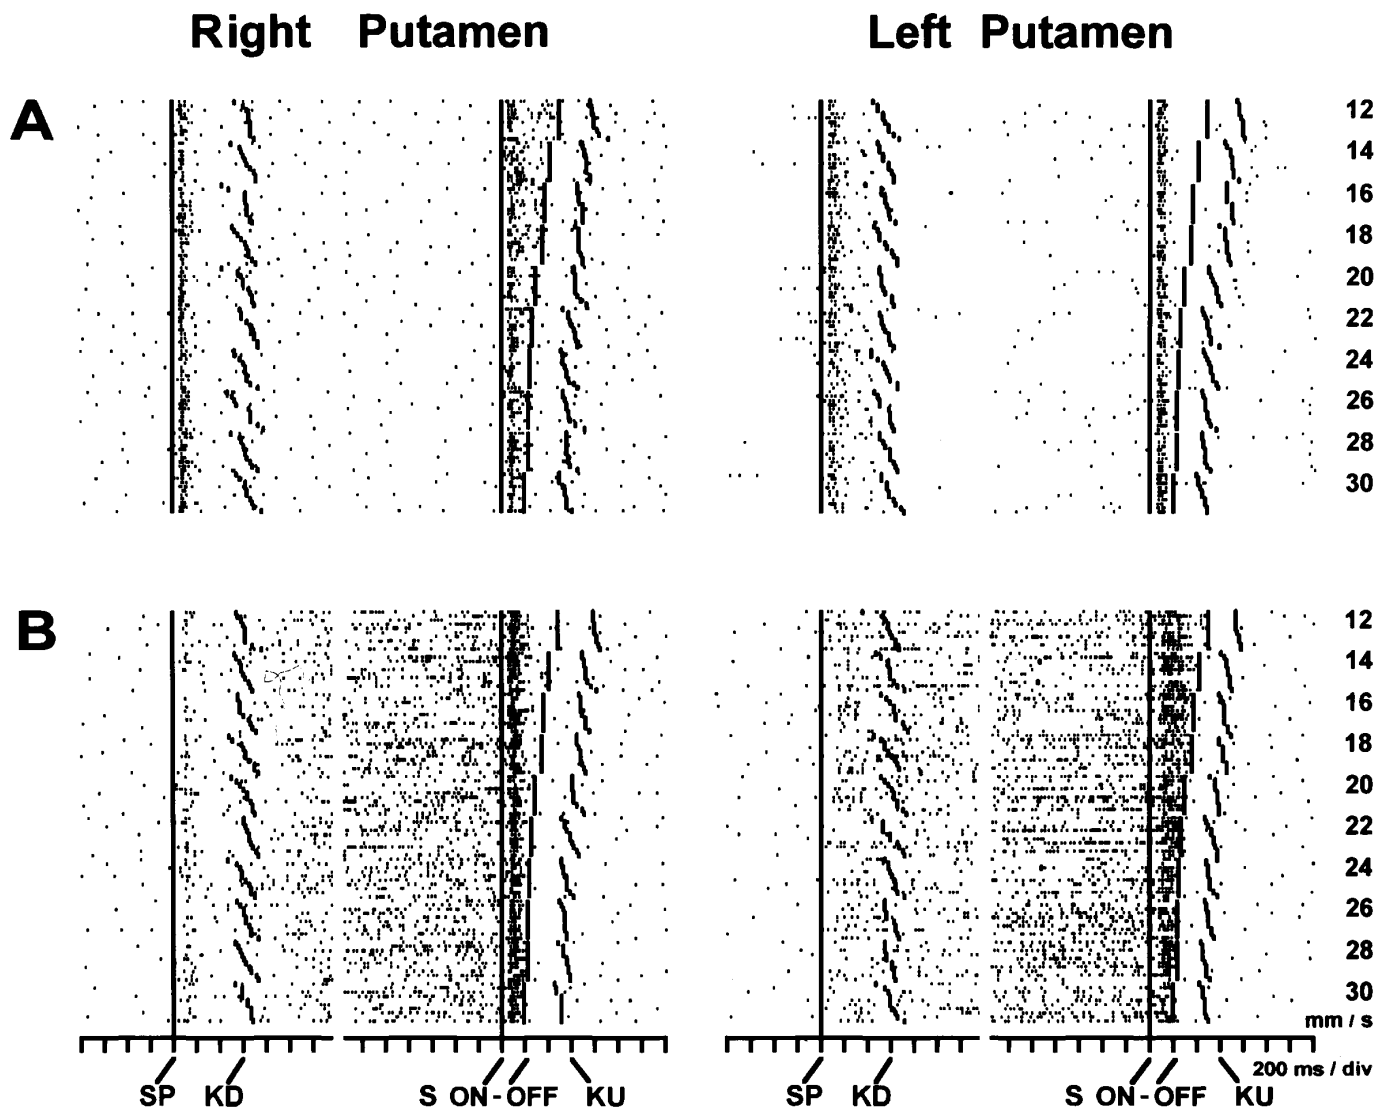 Right Putamen
Left Putamen
A
12
14
16
18
20
22
24
26
28
30
B
12
14
16
18
20
22
24
26
28
30
mm / s
200 ms / div
SP KD S ON - OFF KU
SP KD S ON - OFF KU